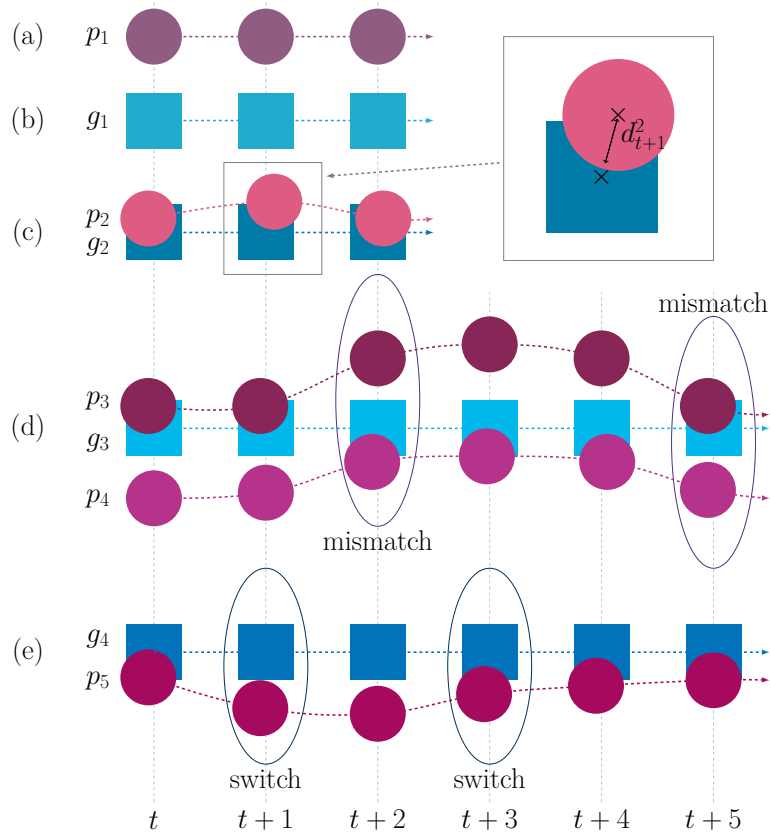 (a) p₁
(b) g₁
d²ₜ₊₁
(c) p₂
g₂
mismatch
(d) p₃
g₃
p₄
mismatch
(e) g₄
p₅
switch switch
t t + 1 t + 2 t + 3 t + 4 t + 5